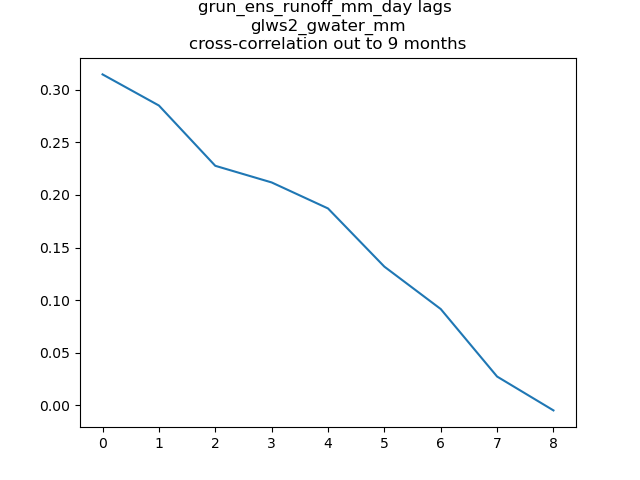 grun_ens_runoff_mm_day lags
glws2_gwater_mm
cross-correlation out to 9 months
0.30
0.25
0.20
0.15
0.10
0.05
0.00
0 1 2 3 4 5 6 7 8